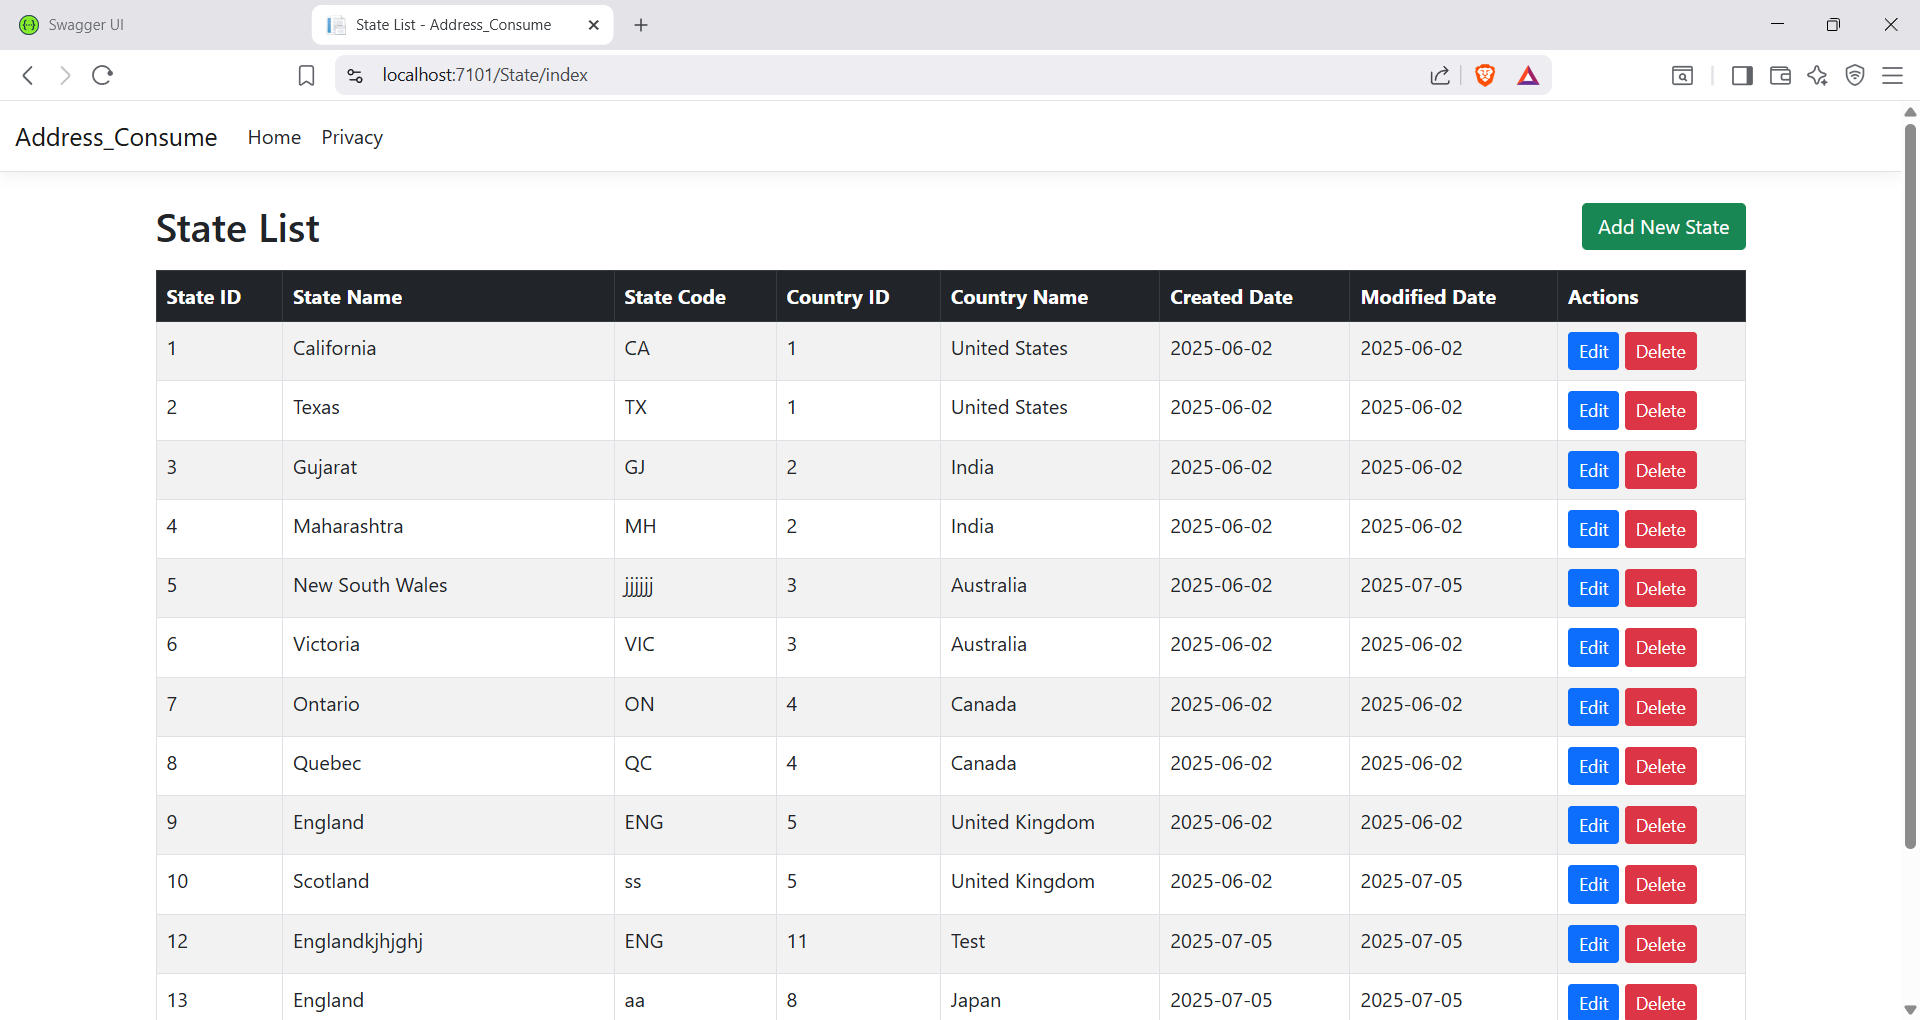 Swagger UI
State List - Address_Consume
localhost:7101/State/index
Address_Consume Home Privacy
State List
Add New State
State ID State Name State Code Country ID Country Name Created Date Modified Date Actions
1 California CA 1 United States 2025-06-02 2025-06-02 Edit Delete
2 Texas TX 1 United States 2025-06-02 2025-06-02 Edit Delete
3 Gujarat GJ 2 India 2025-06-02 2025-06-02 Edit Delete
4 Maharashtra MH 2 India 2025-06-02 2025-06-02 Edit Delete
5 New South Wales jjjjjj 3 Australia 2025-06-02 2025-07-05 Edit Delete
6 Victoria VIC 3 Australia 2025-06-02 2025-06-02 Edit Delete
7 Ontario ON 4 Canada 2025-06-02 2025-06-02 Edit Delete
8 Quebec QC 4 Canada 2025-06-02 2025-06-02 Edit Delete
9 England ENG 5 United Kingdom 2025-06-02 2025-06-02 Edit Delete
10 Scotland ss 5 United Kingdom 2025-06-02 2025-07-05 Edit Delete
12 Englandkjhjghj ENG 11 Test 2025-07-05 2025-07-05 Edit Delete
13 England aa 8 Japan 2025-07-05 2025-07-05 Edit Delete